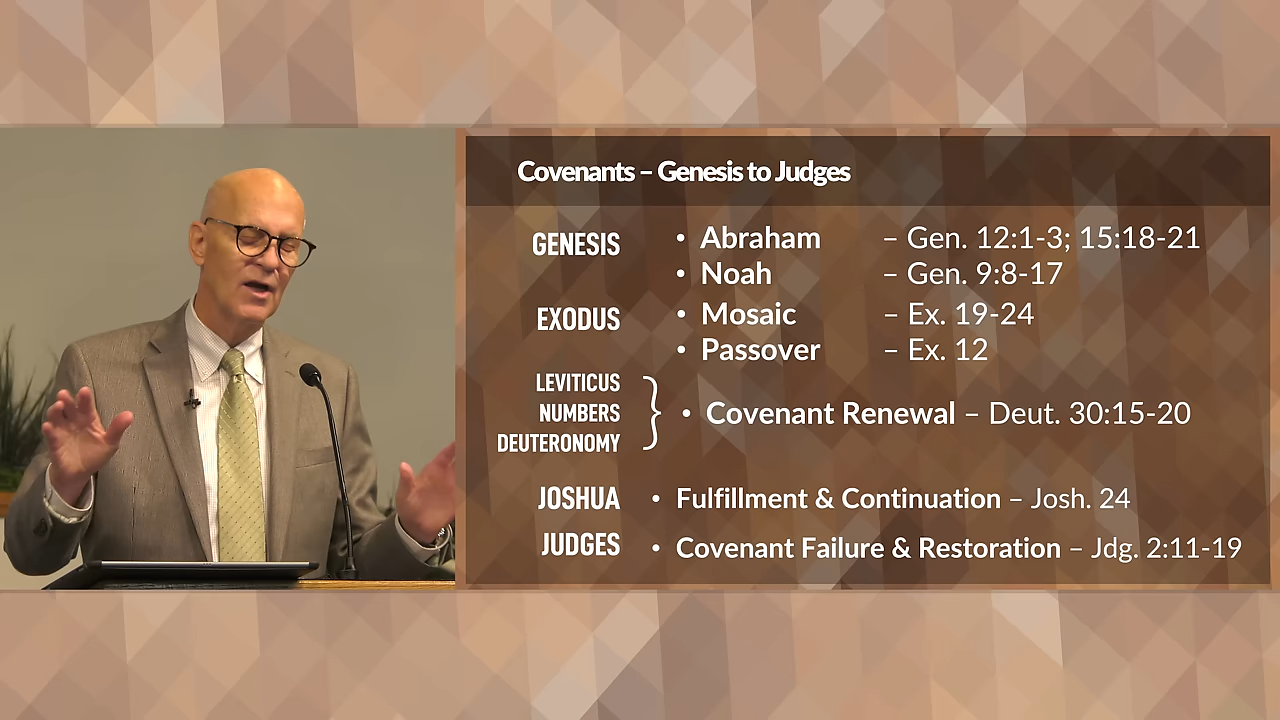 Covenants – Genesis to Judges
GENESIS • Abraham – Gen. 12:1-3; 15:18-21
• Noah – Gen. 9:8-17
EXODUS • Mosaic – Ex. 19-24
• Passover – Ex. 12
LEVITICUS
NUMBERS • Covenant Renewal – Deut. 30:15-20
DEUTERONOMY
JOSHUA • Fulfillment & Continuation – Josh. 24
JUDGES • Covenant Failure & Restoration – Jdg. 2:11-19